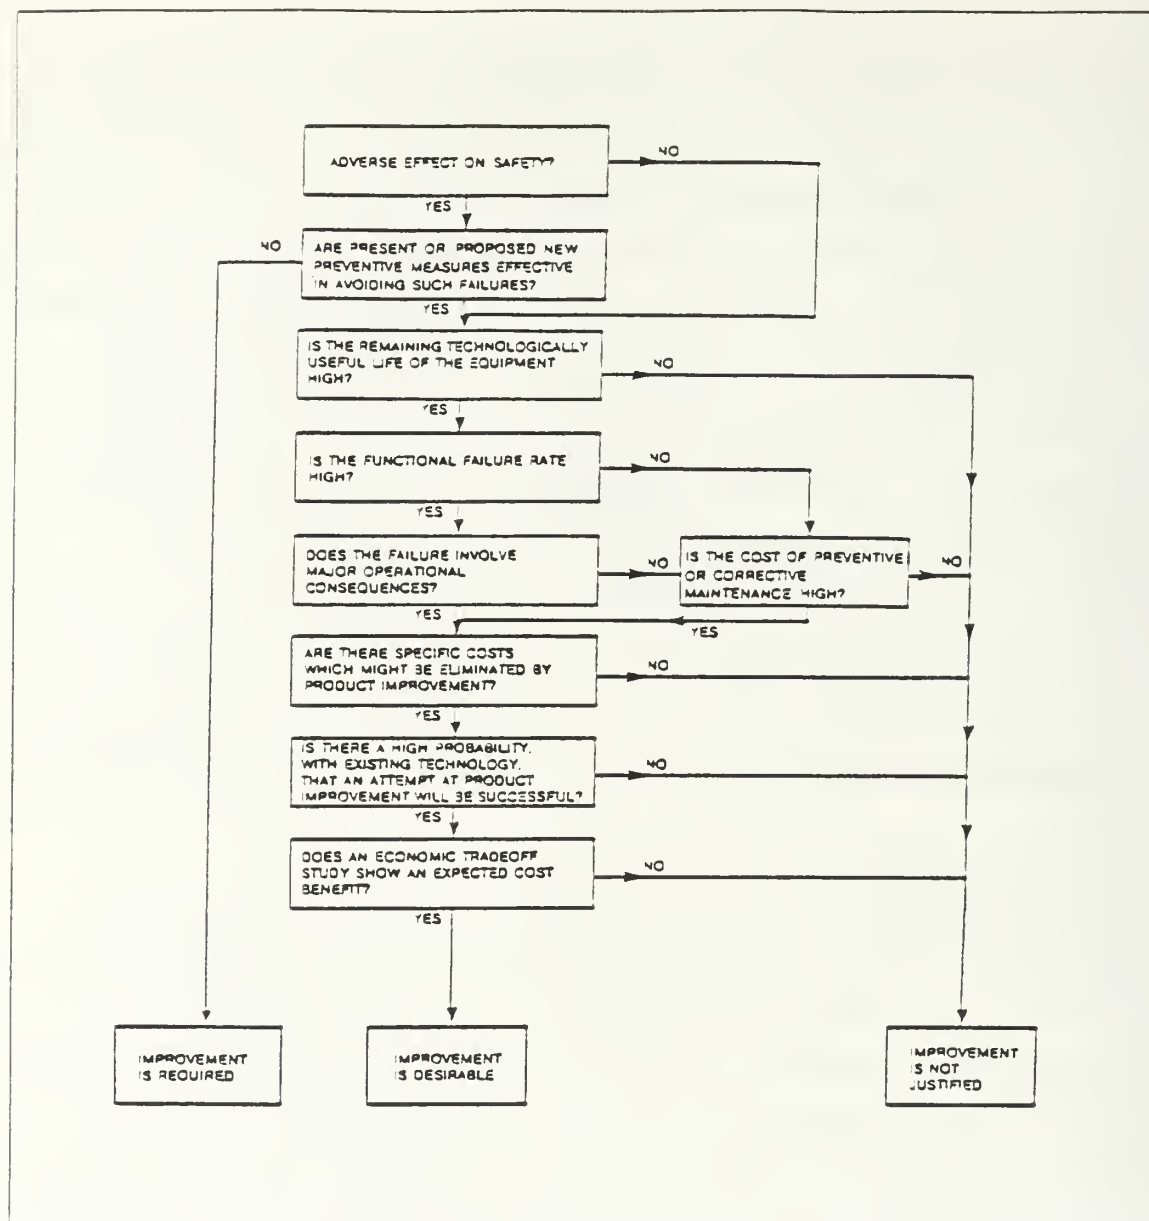 ADVERSE EFFECT ON SAFETY?
NO
YES
NO
ARE PRESENT OR PROPOSED NEW
PREVENTIVE MEASURES EFFECTIVE
IN AVOIDING SUCH FAILURES?
YES
IS THE REMAINING TECHNOLOGICALLY
USEFUL LIFE OF THE EQUIPMENT
HIGH?
NO
YES
IS THE FUNCTIONAL FAILURE RATE
HIGH?
NO
YES
DOES THE FAILURE INVOLVE
MAJOR OPERATIONAL
CONSEQUENCES?
NO
IS THE COST OF PREVENTIVE
OR CORRECTIVE
MAINTENANCE HIGH?
NO
YES
YES
ARE THERE SPECIFIC COSTS
WHICH MIGHT BE ELIMINATED BY
PRODUCT IMPROVEMENT?
NO
YES
IS THERE A HIGH PROBABILITY,
WITH EXISTING TECHNOLOGY,
THAT AN ATTEMPT AT PRODUCT
IMPROVEMENT WILL BE SUCCESSFUL?
NO
YES
DOES AN ECONOMIC TRADEOFF
STUDY SHOW AN EXPECTED COST
BENEFIT?
NO
YES
IMPROVEMENT
IS REQUIRED
IMPROVEMENT
IS DESIRABLE
IMPROVEMENT
IS NOT
JUSTIFIED